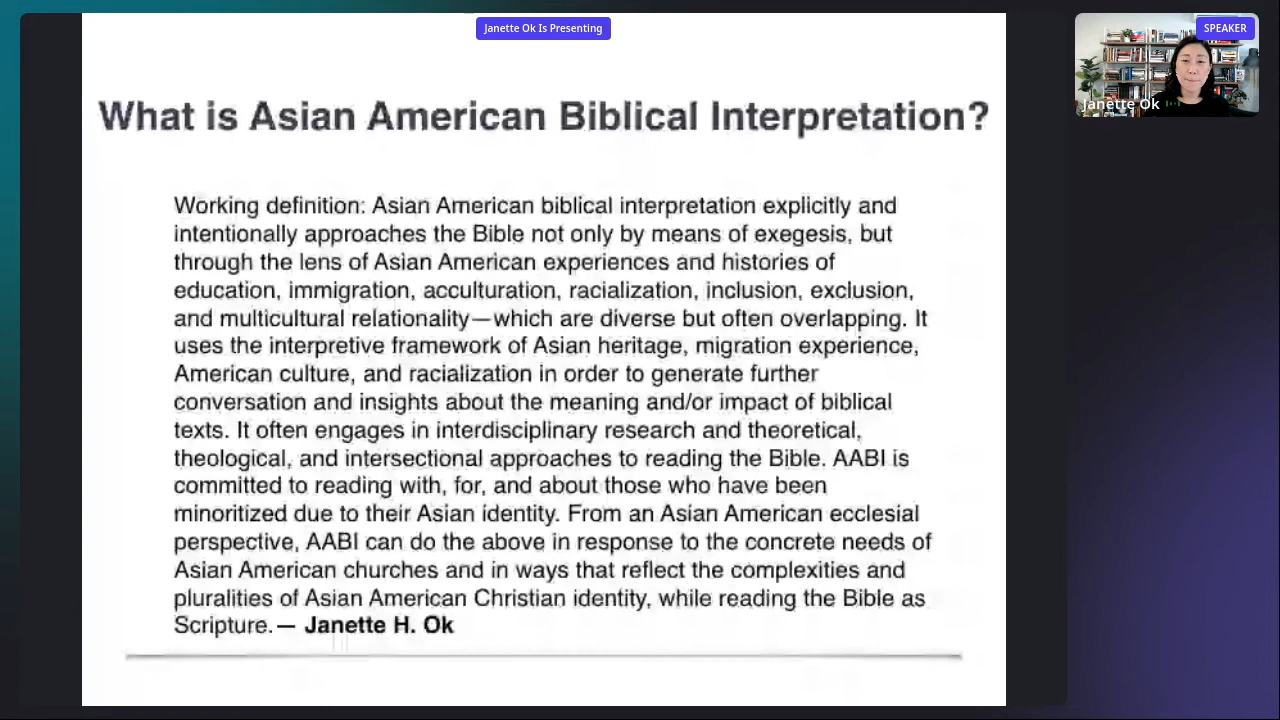 Janette Ok Is Presenting
SPEAKER
Janette Ok
What is Asian American Biblical Interpretation?
Working definition: Asian American biblical interpretation explicitly and
intentionally approaches the Bible not only by means of exegesis, but
through the lens of Asian American experiences and histories of
education, immigration, acculturation, racialization, inclusion, exclusion,
and multicultural relationality—which are diverse but often overlapping. It
uses the interpretive framework of Asian heritage, migration experience,
American culture, and racialization in order to generate further
conversation and insights about the meaning and/or impact of biblical
texts. It often engages in interdisciplinary research and theoretical,
theological, and intersectional approaches to reading the Bible. AABI is
committed to reading with, for, and about those who have been
minoritized due to their Asian identity. From an Asian American ecclesial
perspective, AABI can do the above in response to the concrete needs of
Asian American churches and in ways that reflect the complexities and
pluralities of Asian American Christian identity, while reading the Bible as
Scripture. — Janette H. Ok